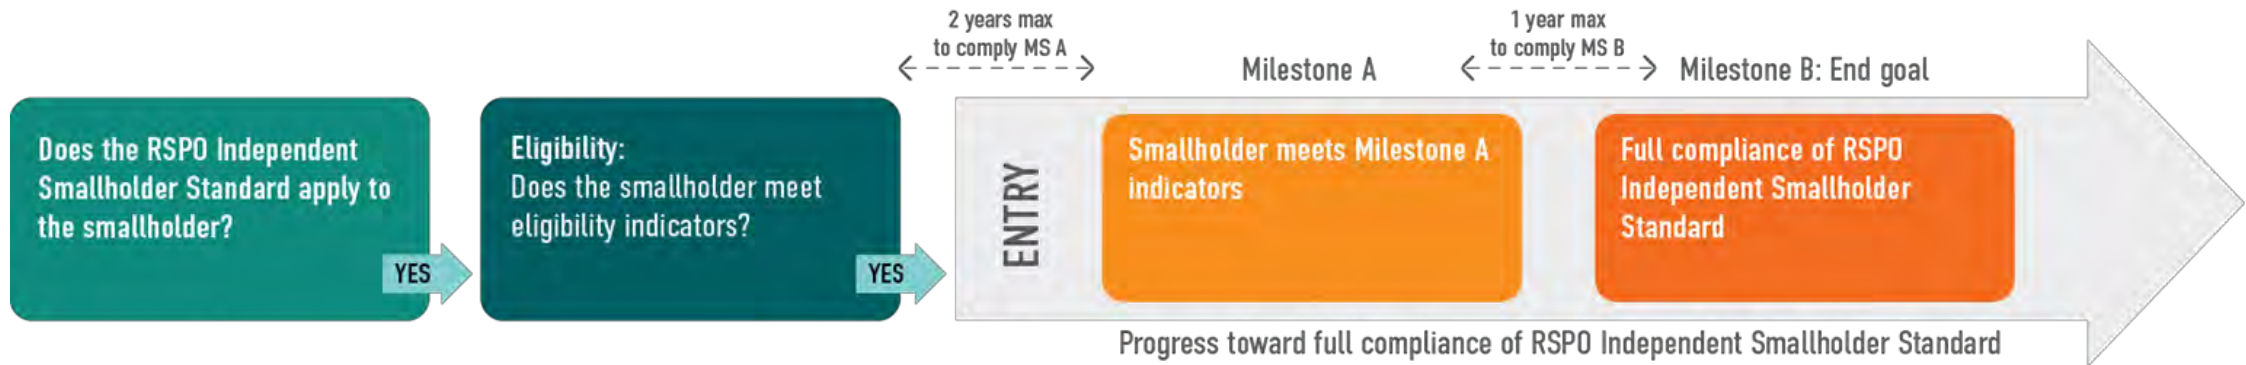 Does the RSPO Independent
Smallholder Standard apply to
the smallholder?
YES
Eligibility:
Does the smallholder meet
eligibility indicators?
YES
2 years max
to comply MS A
ENTRY
Milestone A
Smallholder meets Milestone A
indicators
1 year max
to comply MS B
Milestone B: End goal
Full compliance of RSPO
Independent Smallholder
Standard
Progress toward full compliance of RSPO Independent Smallholder Standard